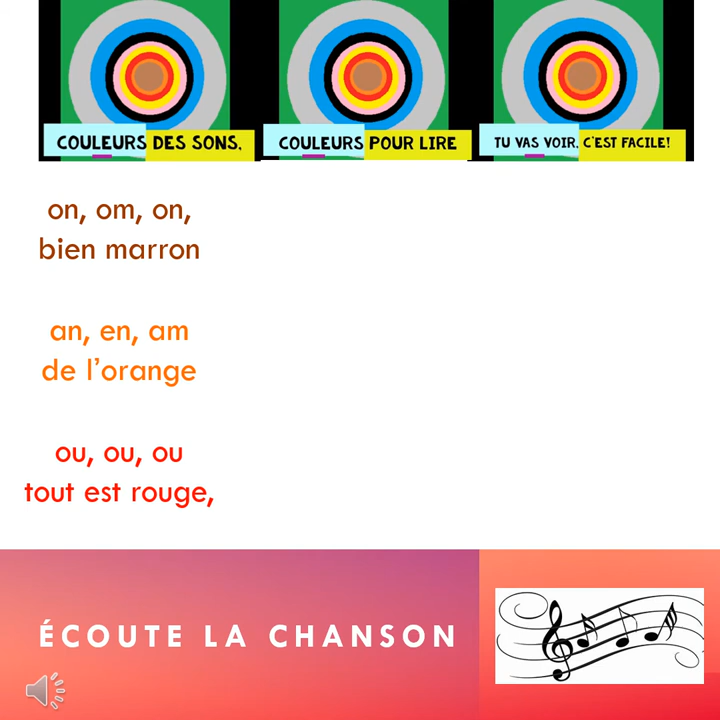 COULEURS DES SONS.
COULEURS POUR LIRE
TU VAS VOIR, C'EST FACILE!
on, om, on,
bien marron
an, en, am
de l’orange
ou, ou, ou
tout est rouge,
ÉCOUTE LA CHANSON